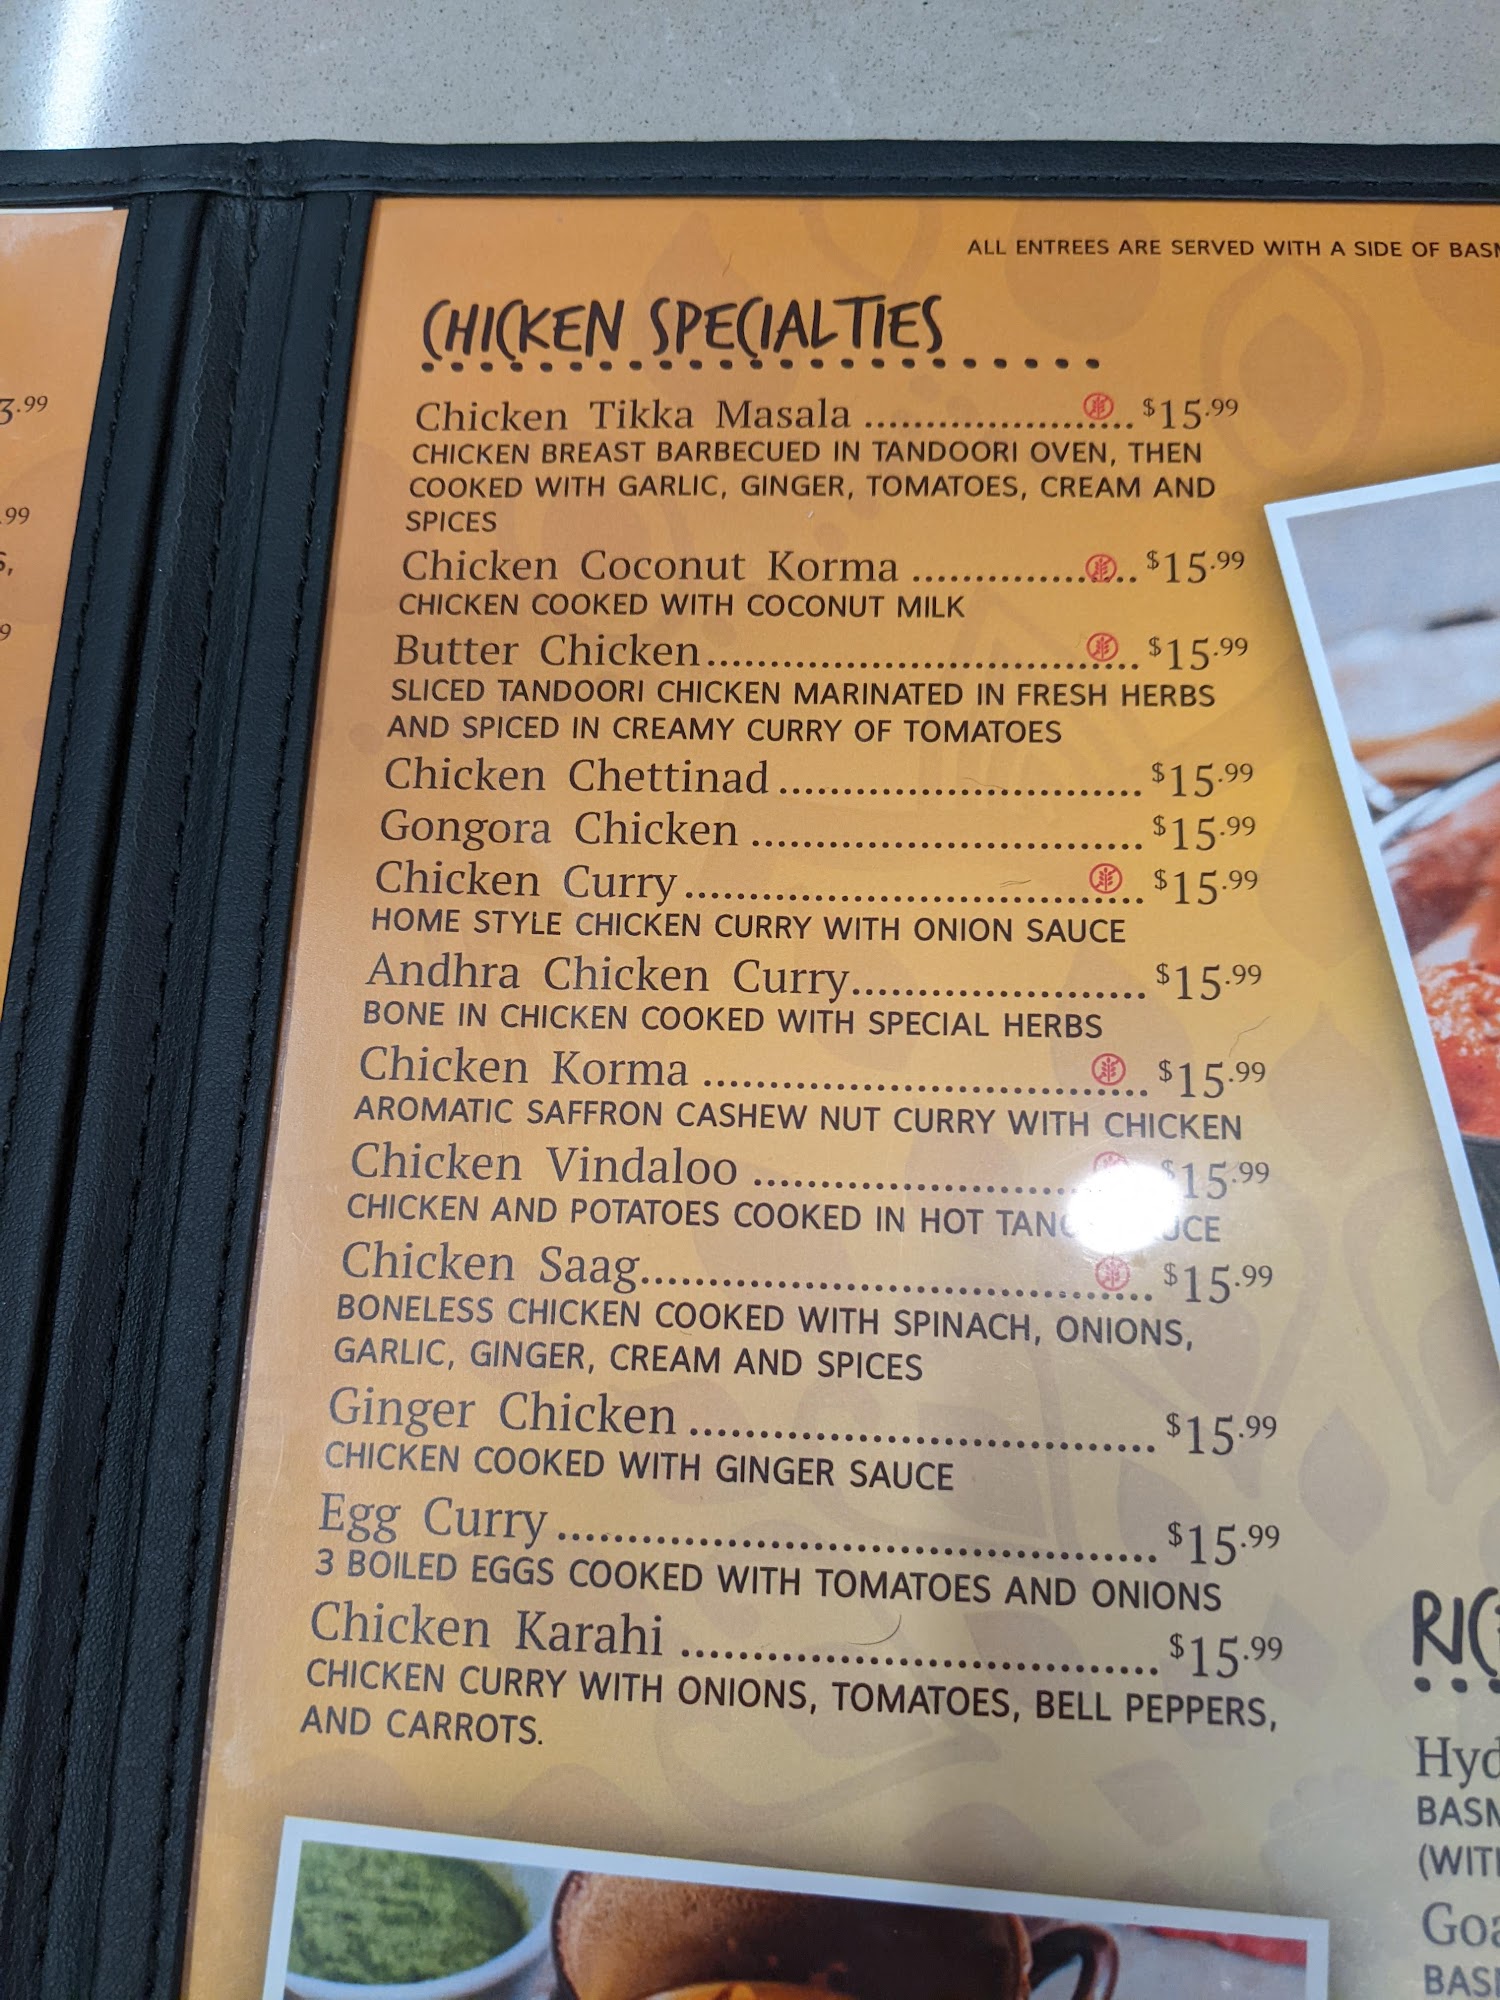 3.99
.99
S,
9
ALL ENTREES ARE SERVED WITH A SIDE OF
CHICKEN SPECIALTIES
Chicken Tikka Masala ..................... $15.99
CHICKEN BREAST BARBECUED IN TANDOORI OVEN, THEN
COOKED WITH GARLIC, GINGER, TOMATOES, CREAM AND
SPICES
Chicken Coconut Korma ................. $15.99
CHICKEN COOKED WITH COCONUT MILK
Butter Chicken................................. $15.99
SLICED TANDOORI CHICKEN MARINATED IN FRESH HERBS
AND SPICED IN CREAMY CURRY OF TOMATOES
Chicken Chettinad ............................ $15.99
Gongora Chicken .............................. $15.99
Chicken Curry................................... $15.99
HOME STYLE CHICKEN CURRY WITH ONION SAUCE
Andhra Chicken Curry....................... $15.99
BONE IN CHICKEN COOKED WITH SPECIAL HERBS
Chicken Korma .................................. $15.99
AROMATIC SAFFRON CASHEW NUT CURRY WITH CHICKEN
Chicken Vindaloo ........................ $15.99
CHICKEN AND POTATOES COOKED IN HOT
Chicken Saag....................................... $15.99
BONELESS CHICKEN COOKED WITH SPINACH, ONIONS,
GARLIC, GINGER, CREAM AND SPICES
Ginger Chicken ................................. $15.99
CHICKEN COOKED WITH GINGER SAUCE
Egg Curry .......................................... $15.99
3 BOILED EGGS COOKED WITH TOMATOES AND ONIONS
Chicken Karahi ................................. $15.99
CHICKEN CURRY WITH ONIONS, TOMATOES, BELL PEPPERS,
AND CARROTS.